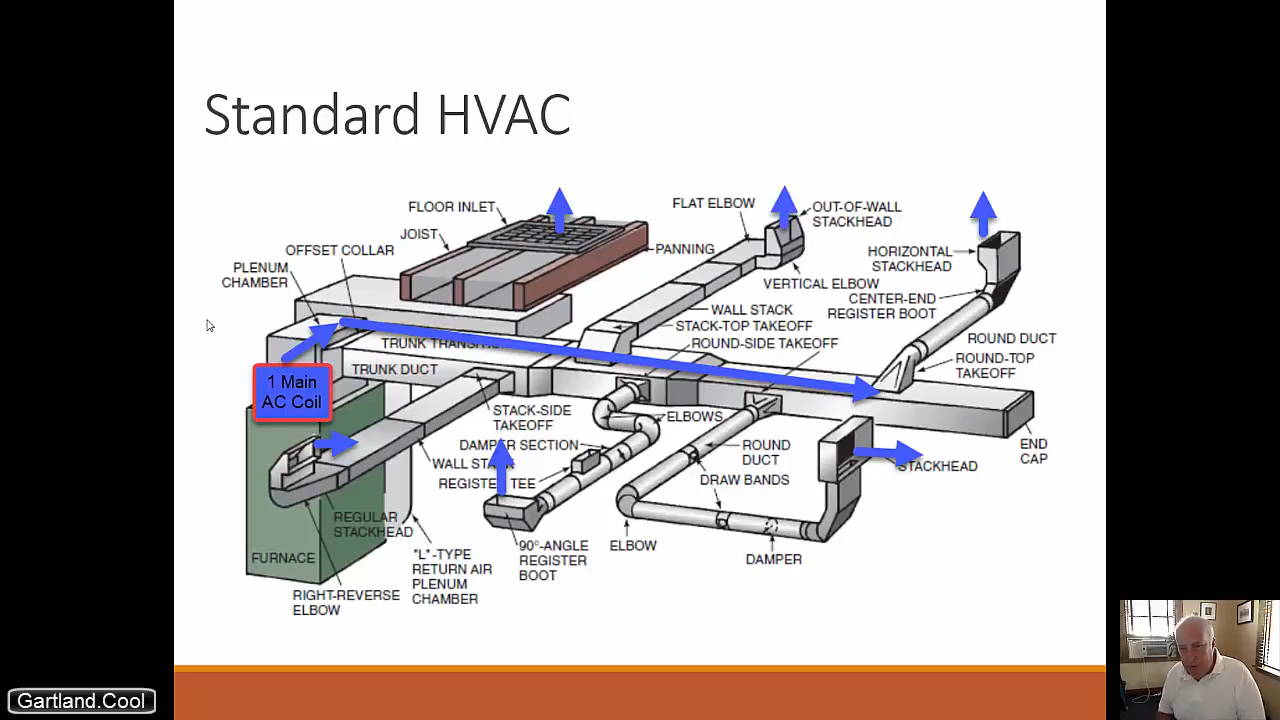 Standard HVAC
FLOOR INLET
JOIST
OFFSET COLLAR
PLENUM
CHAMBER
FLAT ELBOW
OUT-OF-WALL
STACKHEAD
PANNING
HORIZONTAL
STACKHEAD
VERTICAL ELBOW
CENTER-END
REGISTER BOOT
WALL STACK
STACK-TOP TAKEOFF
ROUND-SIDE TAKEOFF
ROUND DUCT
ROUND-TOP
TAKEOFF
TRUNK
TRUNK DUCT
1 Main
AC Coil
STACK-SIDE
TAKEOFF
ELBOWS
DAMPER SECTION
WALL
REGISTER TEE
ROUND
DUCT
DRAW BANDS
STACKHEAD
END
CAP
REGULAR
STACKHEAD
FURNACE
"L"-TYPE
RETURN AIR
PLENUM
CHAMBER
90°-ANGLE
REGISTER
BOOT
ELBOW
DAMPER
RIGHT-REVERSE
ELBOW
Gartland.Cool